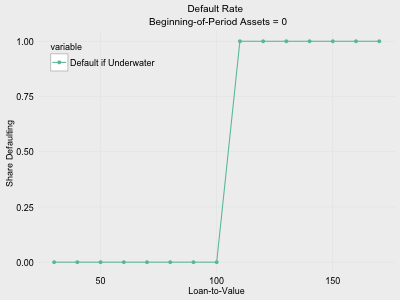 Default Rate
Beginning-of-Period Assets = 0
1.00
variable
Default if Underwater
0.75
0.50
0.25
0.00
Share Defaulting
50
100
150
Loan-to-Value